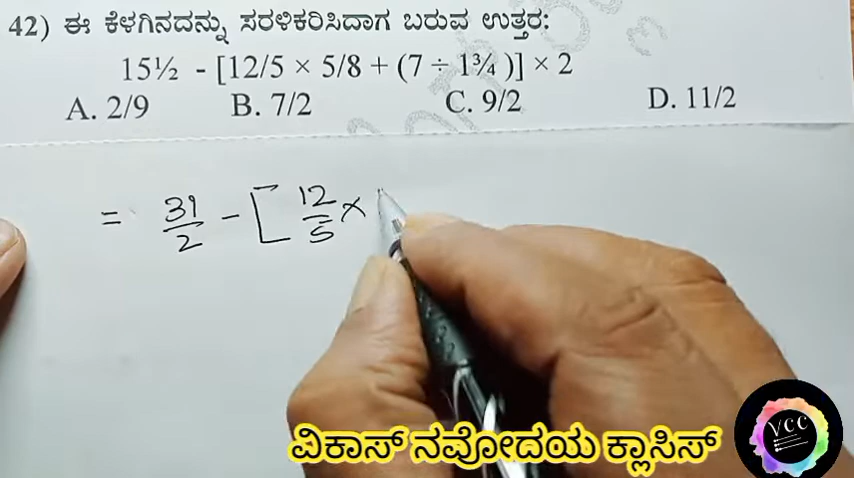 42) ಈ ಕೆಳಗಿನದನ್ನು ಸರಳಿಕರಿಸಿದಾಗ ಬರುವ ಉತ್ತರ:
15½ - [12/5 × 5/8 + (7 ÷ 1¾ )] × 2
A. 2/9 B. 7/2 C. 9/2 D. 11/2
= 31/2 - [ 12/5 ×
ವಿಕಾಸ್ ನವೋದಯ ಕ್ಲಾಸಿಸ್
VCC